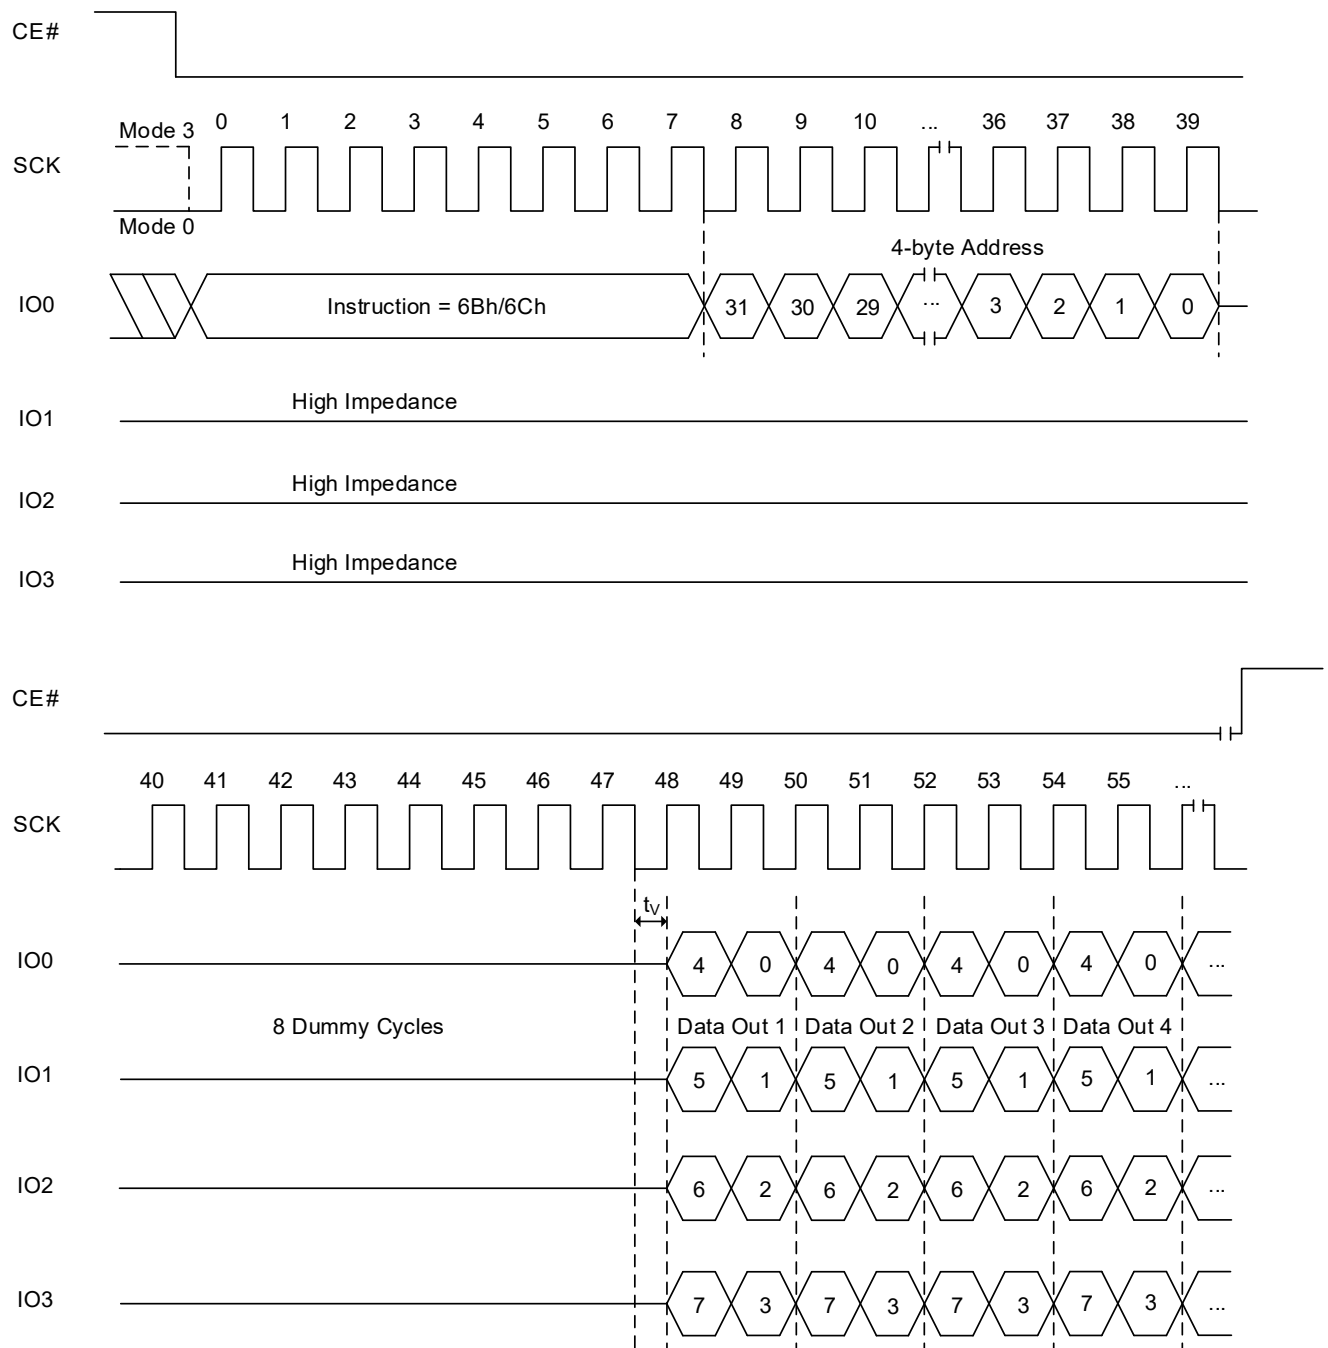 CE#
Mode 3 0 1 2 3 4 5 6 7 8 9 10 ... 36 37 38 39
SCK
Mode 0
4-byte Address
IO0 Instruction = 6Bh/6Ch 31 30 29 ... 3 2 1 0
High Impedance
IO1
High Impedance
IO2
High Impedance
IO3
CE#
40 41 42 43 44 45 46 47 48 49 50 51 52 53 54 55 ...
SCK
tV
IO0 4 0 4 0 4 0 4 0 ...
8 Dummy Cycles Data Out 1 Data Out 2 Data Out 3 Data Out 4
IO1 5 1 5 1 5 1 5 1 ...
IO2 6 2 6 2 6 2 6 2 ...
IO3 7 3 7 3 7 3 7 3 ...